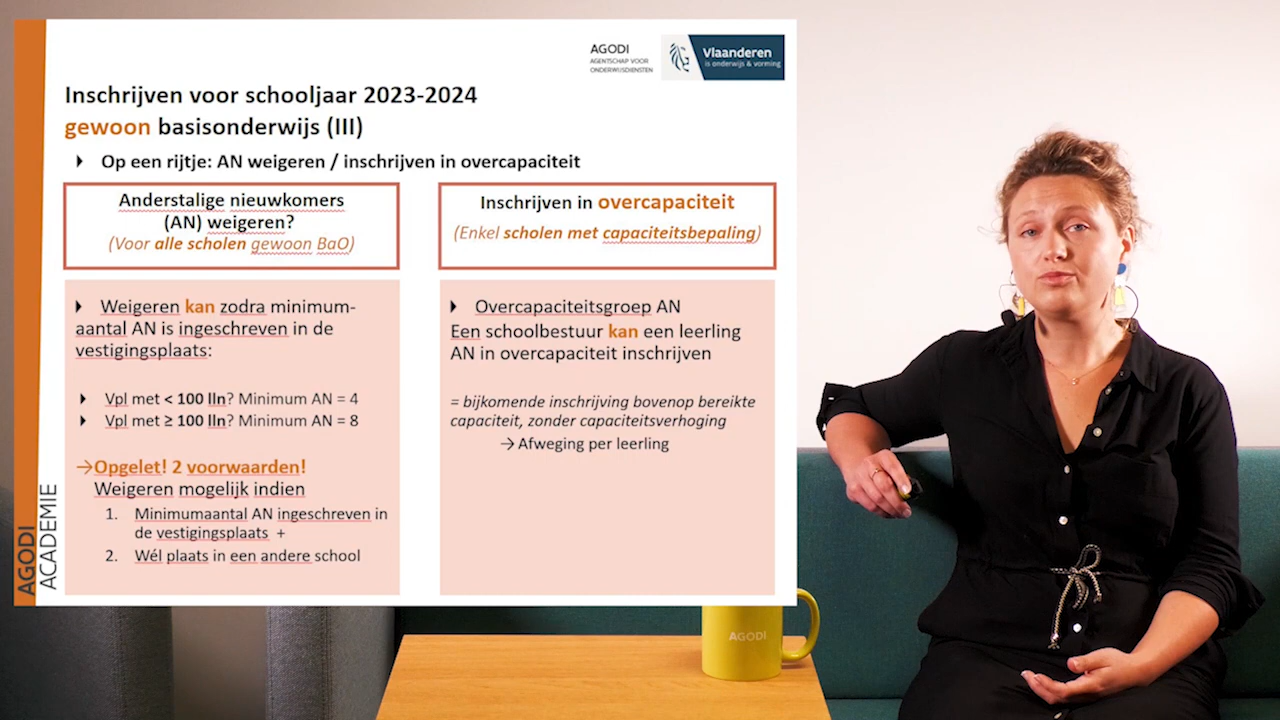 AGODI
AGENTSCHAP VOOR
ONDERWIJSDIENSTEN
Vlaanderen
is onderwijs & vorming
Inschrijven voor schooljaar 2023-2024
gewoon basisonderwijs (III)
Op een rijtje: AN weigeren / inschrijven in overcapaciteit
Anderstalige nieuwkomers
(AN) weigeren?
(Voor alle scholen gewoon BaO)
Weigeren kan zodra minimum-
aantal AN is ingeschreven in de
vestigingsplaats:
Vpl met < 100 lln? Minimum AN = 4
Vpl met ≥ 100 lln? Minimum AN = 8
→Opgelet! 2 voorwaarden!
Weigeren mogelijk indien
1. Minimumaantal AN ingeschreven in
de vestigingsplaats +
2. Wél plaats in een andere school
Inschrijven in overcapaciteit
(Enkel scholen met capaciteitsbepaling)
Overcapaciteitsgroep AN
Een schoolbestuur kan een leerling
AN in overcapaciteit inschrijven
= bijkomende inschrijving bovenop bereikte
capaciteit, zonder capaciteitsverhoging
→ Afweging per leerling
AGODI
ACADEMIE
AGODI